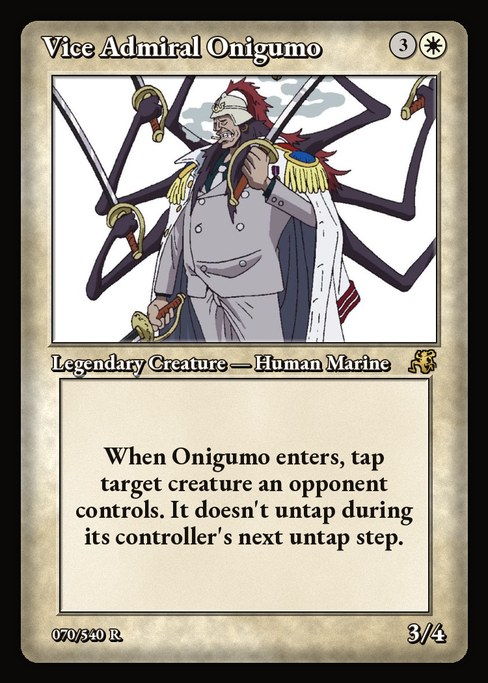 Vice Admiral Onigumo 3
Legendary Creature — Human Marine
When Onigumo enters, tap
target creature an opponent
controls. It doesn't untap during
its controller's next untap step.
070/540 R 3/4